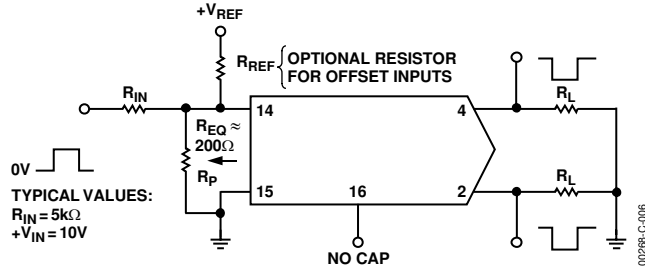 +VREF
RREF
OPTIONAL RESISTOR
FOR OFFSET INPUTS
RIN
14
4
RL
REQ ≈
200Ω
0V
RP
TYPICAL VALUES:
RIN = 5kΩ
+VIN = 10V
15
16
2
RL
NO CAP
00268-C-006